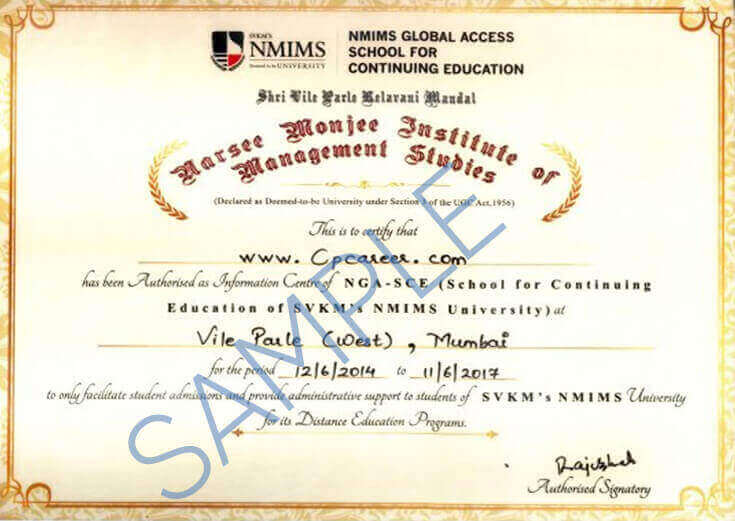 SVKM'S
NMIMS
Deemed to be UNIVERSITY
NMIMS GLOBAL ACCESS
SCHOOL FOR
CONTINUING EDUCATION
Shri Vile Parle Kelavani Mandal
Narsee Monjee Institute of
Management Studies
(Declared as Deemed-to-be University under Section 3 of the UGC Act,1956)
This is to certify that
www. Cpcareer. com
has been Authorised as Information Centre of NGA-SCE (School for Continuing
Education of SVKM's NMIMS University) at
Vile Parle (West) , Mumbai
for the period 12/6/2014 to 11/6/2017
to only facilitate student admissions and provide administrative support to students of SVKM's NMIMS University
for its Distance Education Programs.
Authorised Signatory
SAMPLE